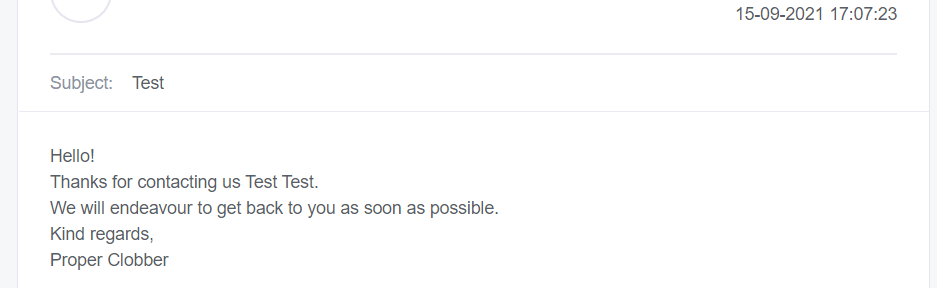 15-09-2021 17:07:23
Subject: Test
Hello!
Thanks for contacting us Test Test.
We will endeavour to get back to you as soon as possible.
Kind regards,
Proper Clobber